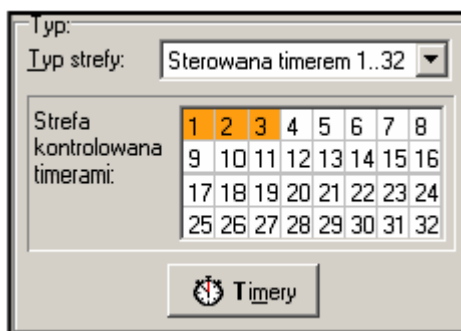 Typ:
Typ strefy: Sterowana timerem 1..32
Strefa kontrolowana timerami:
1 2 3 4 5 6 7 8
9 10 11 12 13 14 15 16
17 18 19 20 21 22 23 24
25 26 27 28 29 30 31 32
Timery